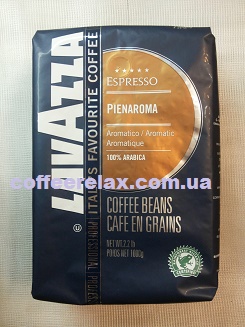 LAVAZZA
ITALY'S FAVOURITE COFFEE
ESPRESSO
PIENAROMA
Aromatico / Aromatic
Aromatique
100% ARABICA
www.coffeerelax.com.ua
COFFEE BEANS
CAFE EN GRAINS
NET WT. 2.2 lb
POIDS NET 1000g